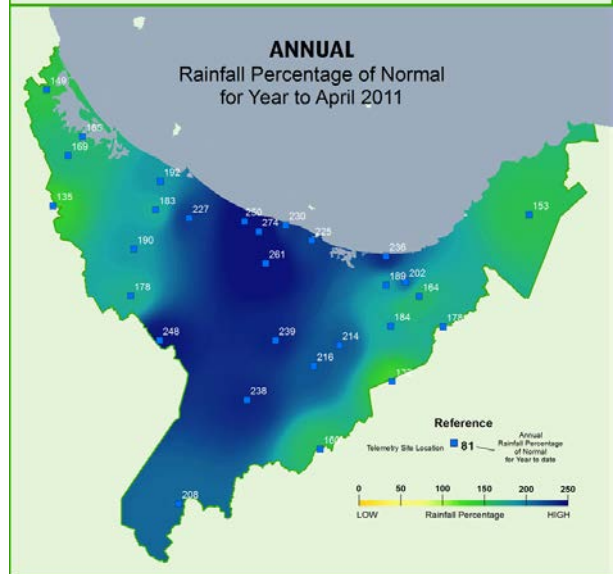 ANNUAL
Rainfall Percentage of Normal
for Year to April 2011
149
169
192
135
183
227
250
274
230
225
153
190
261
236
189
202
164
178
184
248
239
214
216
238
208
Reference
Telemetry Site Location
81
Annual
Rainfall Percentage
of Normal
for Year to date
0 50 100 150 200 250
LOW Rainfall Percentage HIGH